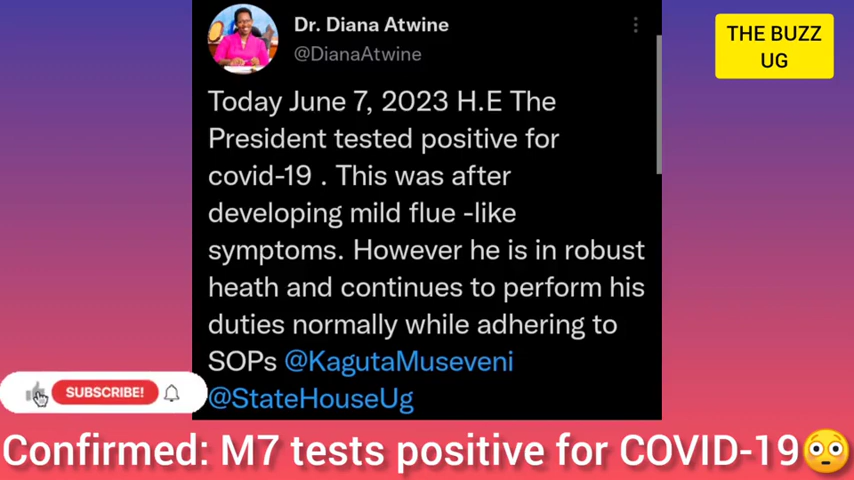 Dr. Diana Atwine
@DianaAtwine
THE BUZZ
UG
Today June 7, 2023 H.E The
President tested positive for
covid-19 . This was after
developing mild flue -like
symptoms. However he is in robust
heath and continues to perform his
duties normally while adhering to
SOPs @KagutaMuseveni
@StateHouseUg
SUBSCRIBE!
Confirmed: M7 tests positive for COVID-19😳